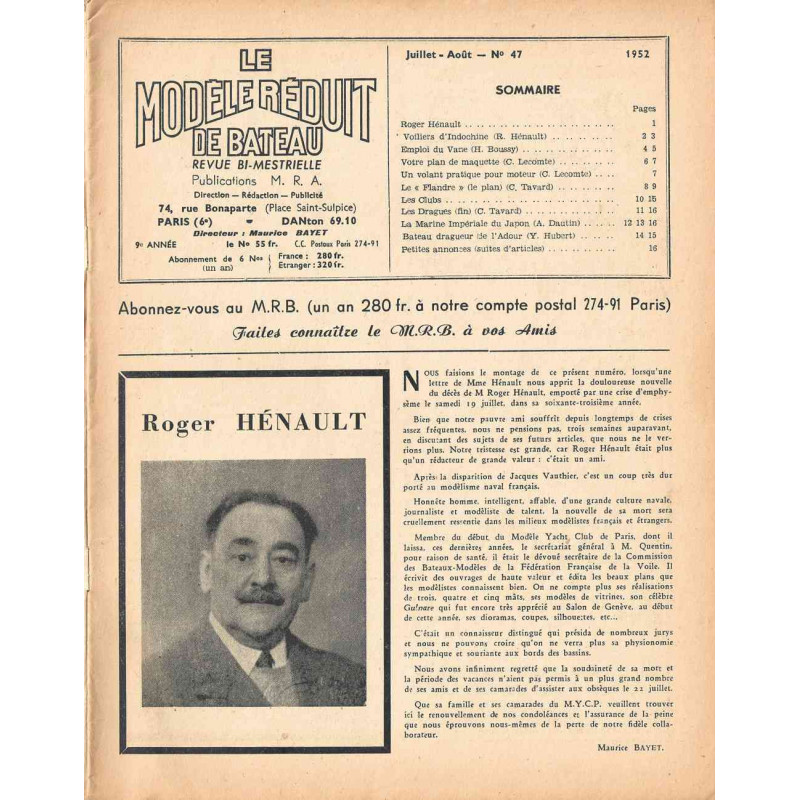 LE
MODÈLE RÉDUIT
DE BATEAU
REVUE BI-MESTRIELLE
Publications M. R. A.
Direction — Rédaction — Publicité
74, rue Bonaparte (Place Saint-Sulpice)
PARIS (6e) - DANton 69.10
Directeur : Maurice BAYET
9e ANNÉE le No 55 fr. C.C. Postaux Paris 274-91
Abonnement de 6 Nos (un an) France : 280 fr.
Etranger : 320 fr.
Juillet - Août — No 47 1952
SOMMAIRE
Pages
Roger Hénault 1
Voiliers d'Indochine (R. Hénault) 2 3
Emploi du Vane (H. Boussy) 4 5
Votre plan de maquette (C. Lecomte) 6 7
Un volant pratique pour moteur (C. Lecomte) 7
Le « Flandre » (le plan) (C. Tavard) 8 9
Les Clubs 10 15
Les Dragues (fin) (C. Tavard) 11 16
La Marine Impériale du Japon (A. Dautin) 12 13 16
Bateau dragueur de l'Adour (Y. Hubert) 14 15
Petites annonces (suites d'articles) 16
Abonnez-vous au M.R.B. (un an 280 fr. à notre compte postal 274-91 Paris)
Faites connaître le M.R.B. à vos Amis
Roger HÉNAULT
NOUS faisions le montage de ce présent numéro, lorsqu'une
lettre de Mme Hénault nous apprit la douloureuse nouvelle
du décès de M Roger Hénault, emporté par une crise d'emphy-
sème le samedi 19 juillet, dans sa soixante-troisième année.
Bien que notre pauvre ami souffrît depuis longtemps de crises
assez fréquentes, nous ne pensions pas, trois semaines auparavant,
en discutant des sujets de ses futurs articles, que nous ne le ver-
rions plus. Notre tristesse est grande, car Roger Hénault était plus
qu'un rédacteur de grande valeur : c'était un ami.
Après la disparition de Jacques Vauthier, c'est un coup très dur
porté au modélisme naval français.
Honnête homme, intelligent, affable, d'une grande culture navale,
journaliste et modéliste de talent, la nouvelle de sa mort sera
cruellement ressentie dans les milieux modélistes français et étrangers.
Membre du début du Modèle Yacht Club de Paris, dont il
laissa, ces dernières années, le secrétariat général à M. Quentin,
pour raison de santé, il était le dévoué secrétaire de la Commission
des Bateaux-Modèles de la Fédération Française de la Voile. Il
écrivit des ouvrages de haute valeur et édita les beaux plans que
les modélistes connaissent bien. On ne compte plus ses réalisations
de trois, quatre et cinq mâts, ses modèles de vitrines, son célèbre
Gulnare qui fut encore très apprécié au Salon de Genève, au début
de cette année, ses dioramas, coupes, silhouettes, etc...
C'était un connaisseur distingué qui présida de nombreux jurys
et nous ne pouvons croire qu'on ne verra plus sa physionomie
sympathique et souriante aux bords des bassins.
Nous avons infiniment regretté que la soudaineté de sa mort et
la période des vacances n'aient pas permis à un plus grand nombre
de ses amis et de ses camarades d'assister aux obsèques le 22 juillet.
Que sa famille et ses camarades du M.Y.C.P. veuillent trouver
ici le renouvellement de nos condoléances et l'assurance de la peine
que nous éprouvons nous-mêmes de la perte de notre fidèle colla-
borateur.
Maurice BAYET.